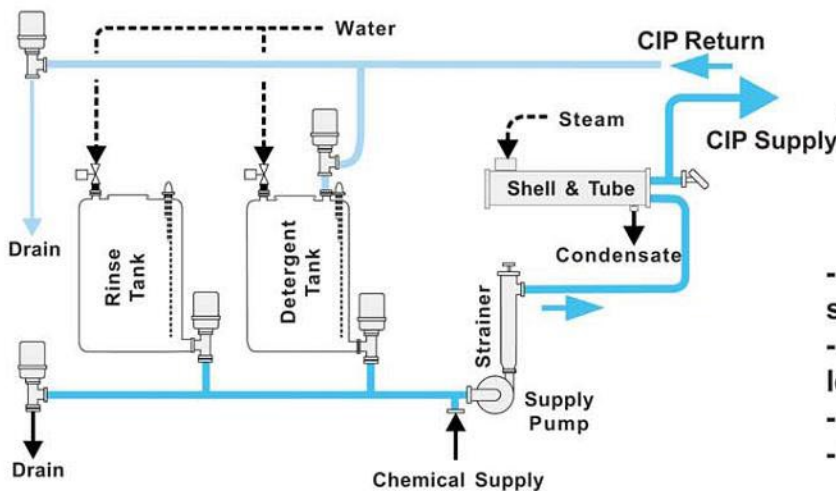 Water
CIP Return
CIP Supply
Steam
Shell & Tube
Condensate
Drain
Rinse
Tank
Detergent
Tank
Strainer
Supply
Pump
Drain
Chemical Supply
-
s
-
-
-